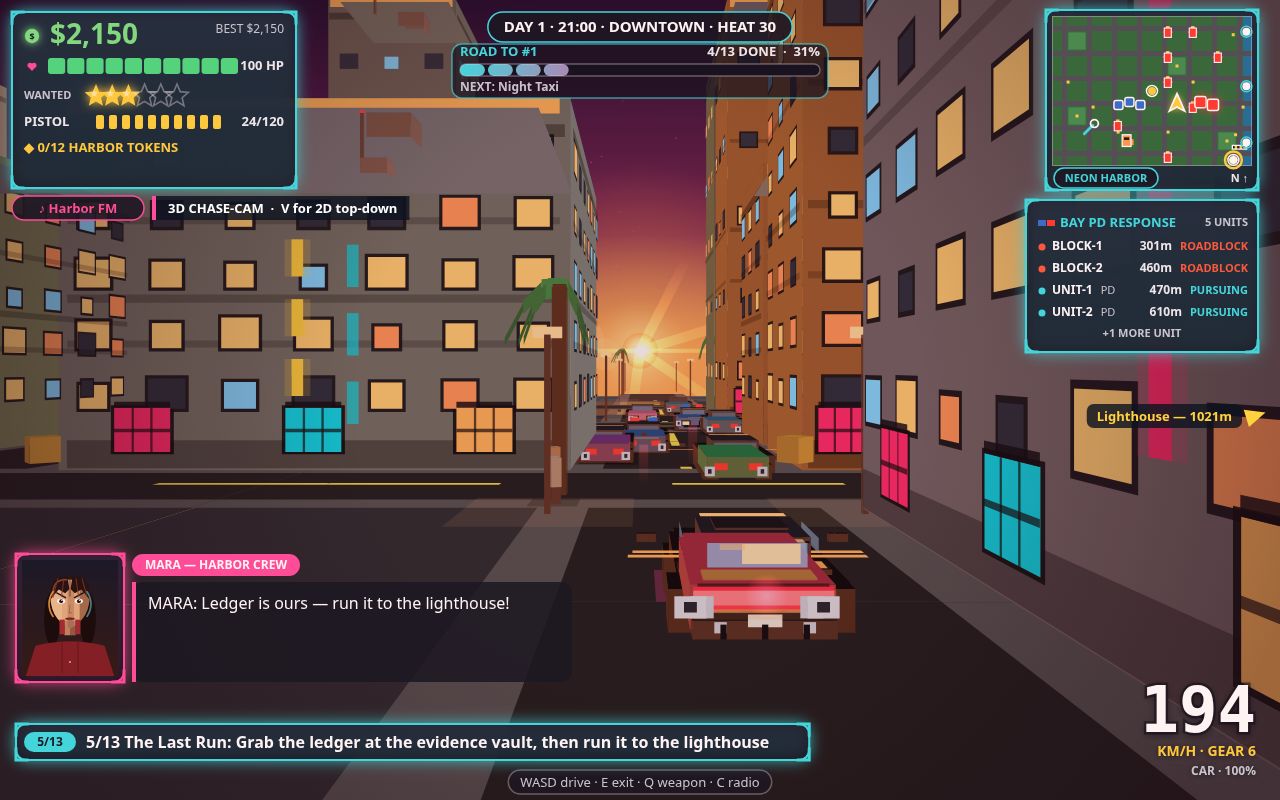 $2,150
BEST $2,150
100 HP
WANTED
PISTOL 24/120
0/12 HARBOR TOKENS
♪ Harbor FM
3D CHASE-CAM · V for 2D top-down
DAY 1 · 21:00 · DOWNTOWN · HEAT 30
ROAD TO #1 4/13 DONE · 31%
NEXT: Night Taxi
NEON HARBOR
N ↑
BAY PD RESPONSE 5 UNITS
BLOCK-1 301m ROADBLOCK
BLOCK-2 460m ROADBLOCK
UNIT-1 PD 470m PURSUING
UNIT-2 PD 610m PURSUING
+1 MORE UNIT
Lighthouse — 1021m
MARA — HARBOR CREW
MARA: Ledger is ours — run it to the lighthouse!
5/13 5/13 The Last Run: Grab the ledger at the evidence vault, then run it to the lighthouse
WASD drive · E exit · Q weapon · C radio
194
KM/H · GEAR 6
CAR · 100%